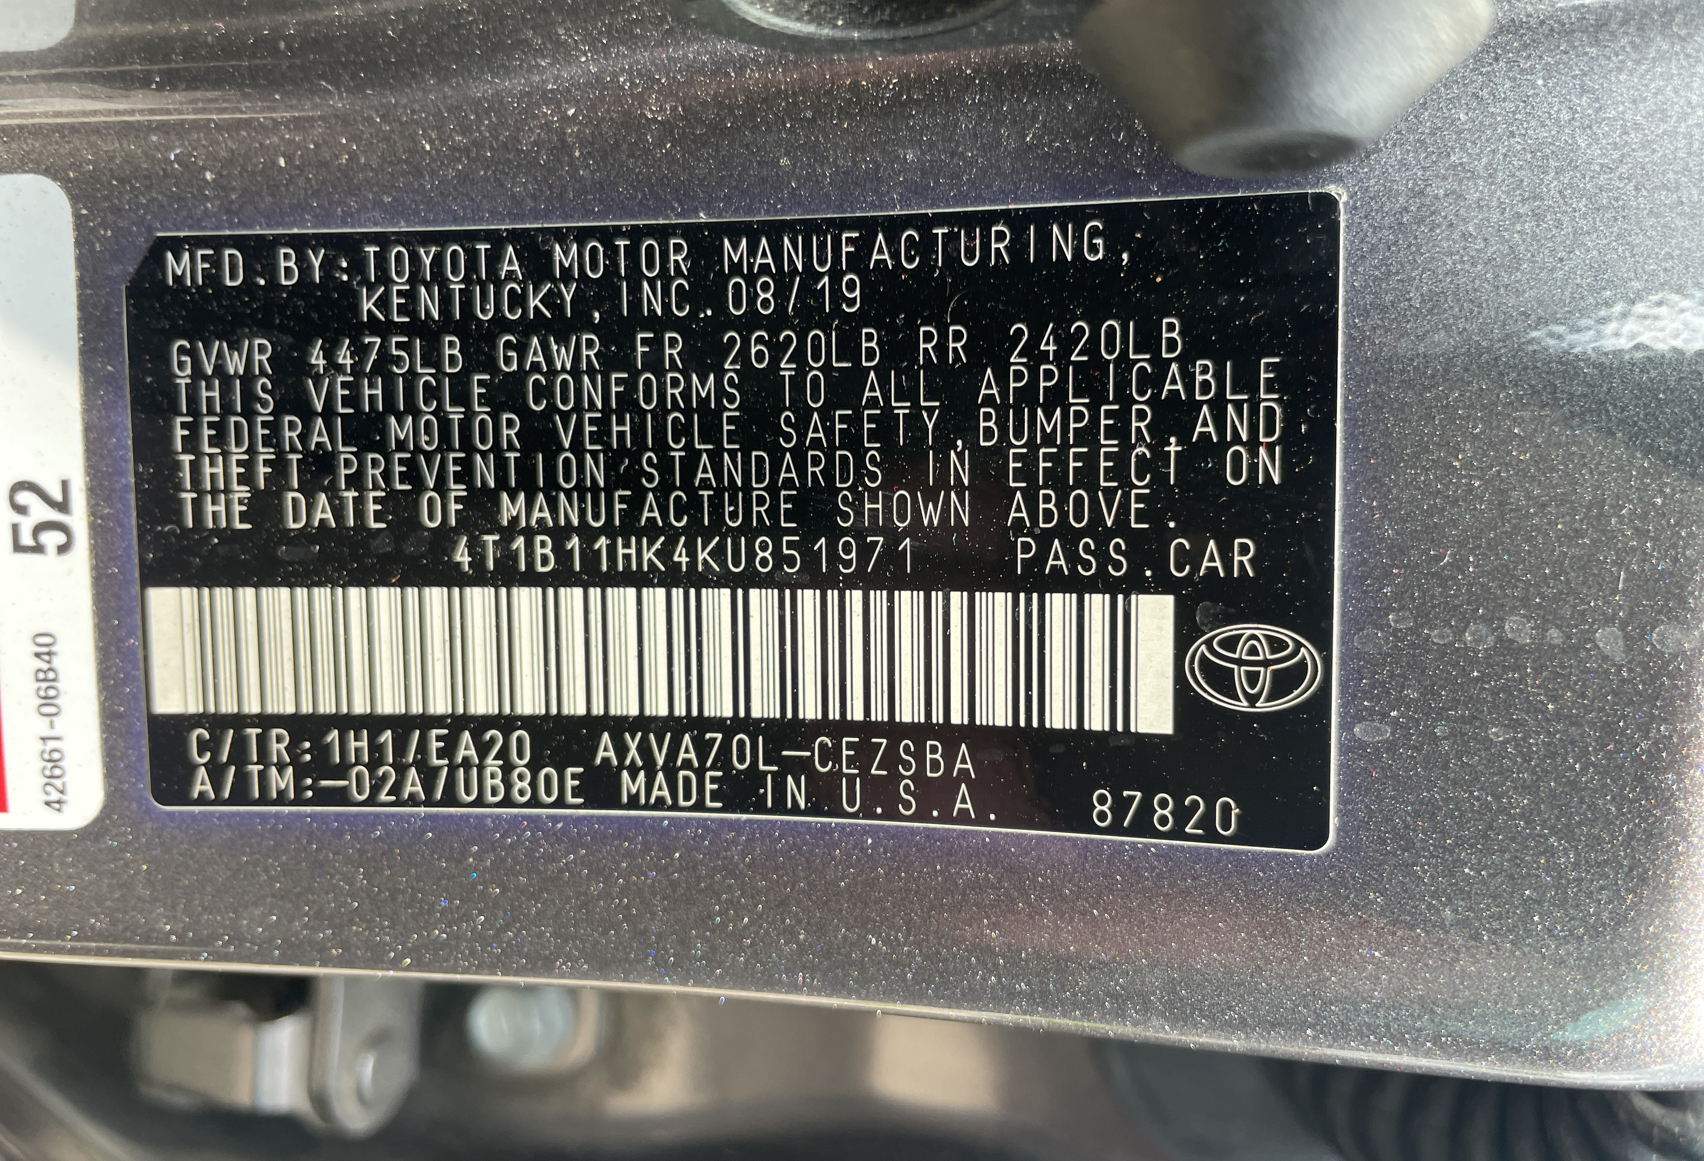 MFD.BY:TOYOTA MOTOR MANUFACTURING,
KENTUCKY, INC. 08/19
GVWR 4475LB GAWR FR 2620LB RR 2420LB
THIS VEHICLE CONFORMS TO ALL APPLICABLE
FEDERAL MOTOR VEHICLE SAFETY,BUMPER,AND
THEFT PREVENTION STANDARDS IN EFFECT ON
THE DATE OF MANUFACTURE SHOWN ABOVE.
4T1B11HK4KU851971 PASS.CAR
C/TR:1H1/EA20 AXVA70L-CEZSBA
A/TM:-02A/UB80E MADE IN U.S.A. 87820
52
42661-06B40